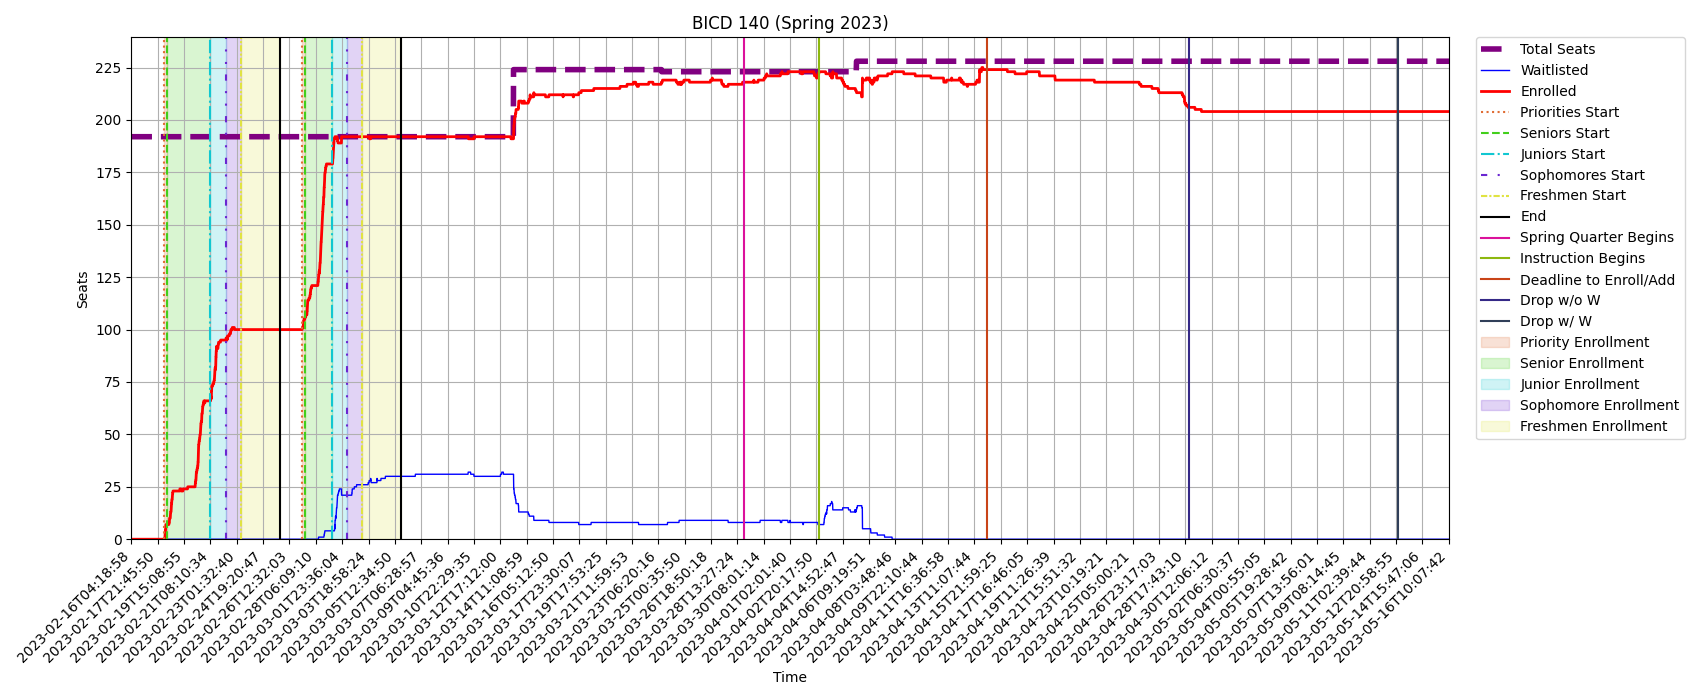 BICD 140 (Spring 2023)
Seats
225
200
175
150
125
100
75
50
25
0
2023-02-16T04:18:58
2023-02-17T21:45:50
2023-02-19T15:08:55
2023-02-21T08:10:34
2023-02-23T01:32:40
2023-02-24T19:20:47
2023-02-26T12:32:03
2023-02-28T06:09:10
2023-03-01T23:36:04
2023-03-03T18:58:24
2023-03-05T12:34:50
2023-03-07T06:28:57
2023-03-09T04:45:36
2023-03-10T22:29:35
2023-03-12T17:12:00
2023-03-14T11:08:59
2023-03-16T05:12:50
2023-03-17T23:30:07
2023-03-19T17:53:25
2023-03-21T11:59:53
2023-03-23T06:20:16
2023-03-25T00:35:50
2023-03-26T18:50:18
2023-03-28T13:27:24
2023-03-30T08:01:14
2023-04-01T02:01:40
2023-04-02T20:17:50
2023-04-04T14:52:47
2023-04-06T09:19:51
2023-04-08T03:48:46
2023-04-09T22:10:44
2023-04-11T16:36:58
2023-04-13T11:07:44
2023-04-15T21:59:25
2023-04-17T16:46:05
2023-04-19T11:26:39
2023-04-21T15:51:32
2023-04-23T10:19:21
2023-04-25T05:00:21
2023-04-26T23:17:03
2023-04-28T17:43:10
2023-04-30T12:06:12
2023-05-02T06:30:37
2023-05-04T00:55:05
2023-05-05T19:28:42
2023-05-07T13:56:01
2023-05-09T08:14:45
2023-05-11T02:39:44
2023-05-12T20:58:55
2023-05-14T15:47:06
2023-05-16T10:07:42
Time
Total Seats
Waitlisted
Enrolled
Priorities Start
Seniors Start
Juniors Start
Sophomores Start
Freshmen Start
End
Spring Quarter Begins
Instruction Begins
Deadline to Enroll/Add
Drop w/o W
Drop w/ W
Priority Enrollment
Senior Enrollment
Junior Enrollment
Sophomore Enrollment
Freshmen Enrollment